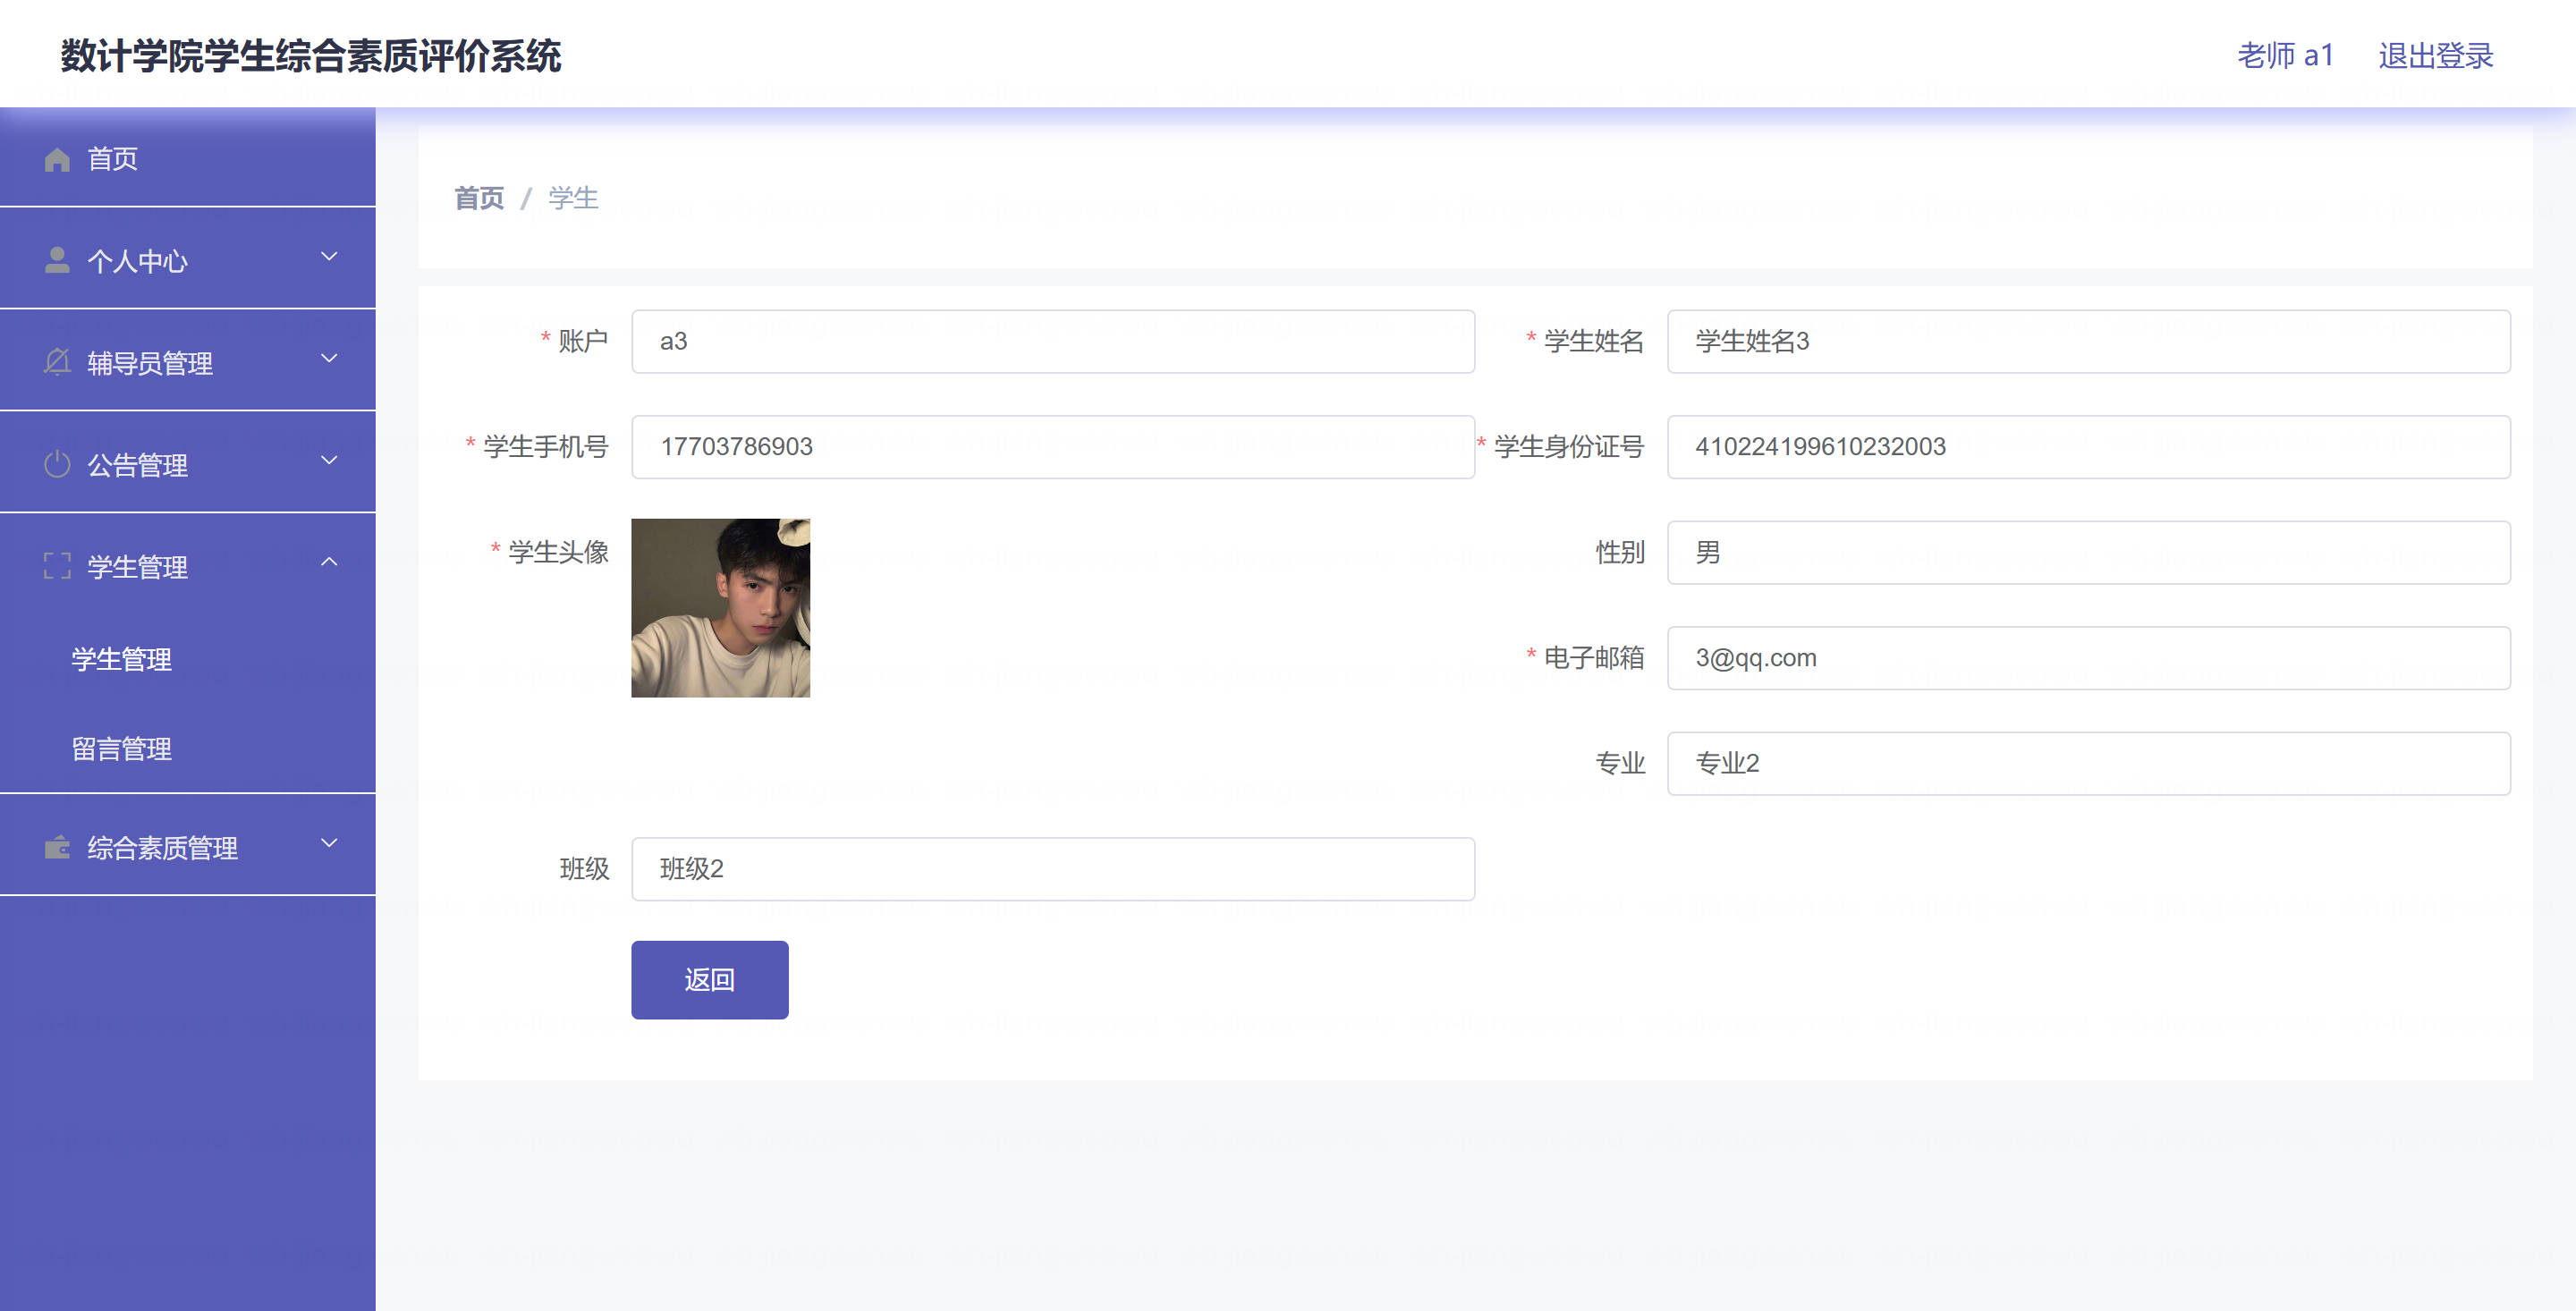 数计学院学生综合素质评价系统
老师 a1 退出登录
首页
个人中心
辅导员管理
公告管理
学生管理
学生管理
留言管理
综合素质管理
首页 / 学生
* 账户 a3
* 学生姓名 学生姓名3
* 学生手机号 17703786903
* 学生身份证号 410224199610232003
* 学生头像
性别 男
* 电子邮箱 3@qq.com
专业 专业2
班级 班级2
返回